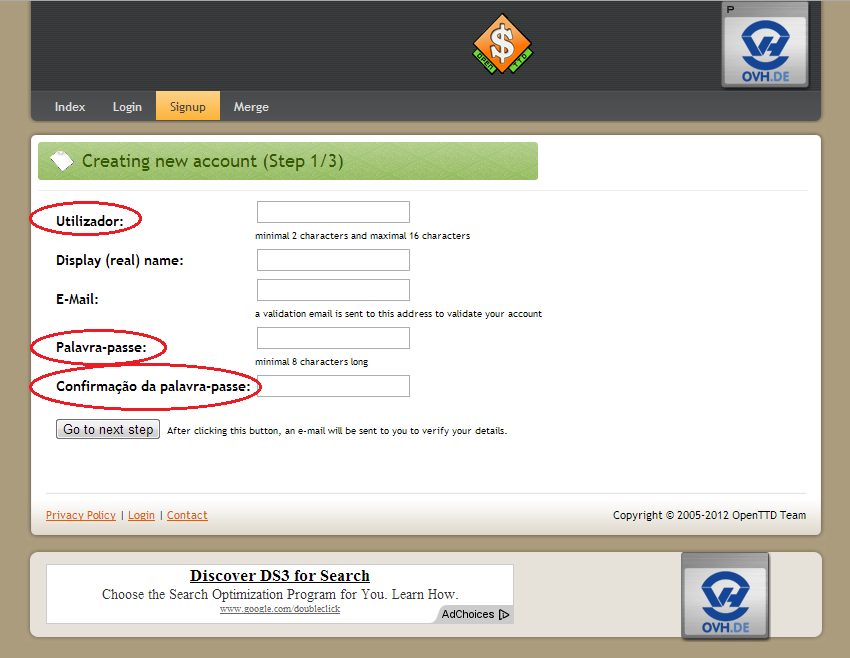 P
OPEN TTD
OVH.DE
Index Login Signup Merge
Creating new account (Step 1/3)
Utilizador:
minimal 2 characters and maximal 16 characters
Display (real) name:
E-Mail:
a validation email is sent to this address to validate your account
Palavra-passe:
minimal 8 characters long
Confirmação da palavra-passe:
Go to next step After clicking this button, an e-mail will be sent to you to verify your details.
Privacy Policy | Login | Contact Copyright © 2005-2012 OpenTTD Team
Discover DS3 for Search
Choose the Search Optimization Program for You. Learn How.
www.google.com/doubleclick
AdChoices
OVH.DE